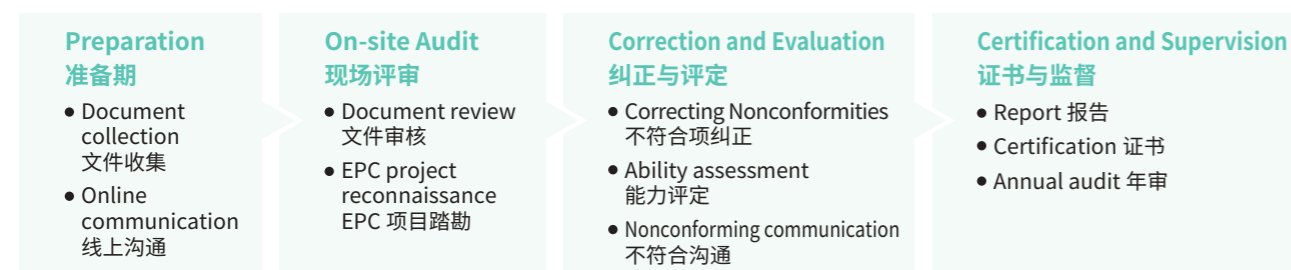 Preparation
准备期
● Document
collection
文件收集
● Online
communication
线上沟通
On-site Audit
现场评审
● Document review
文件审核
● EPC project
reconnaissance
EPC 项目踏勘
Correction and Evaluation
纠正与评定
● Correcting Nonconformities
不符合项纠正
● Ability assessment
能力评定
● Nonconforming communication
不符合沟通
Certification and Supervision
证书与监督
● Report 报告
● Certification 证书
● Annual audit 年审